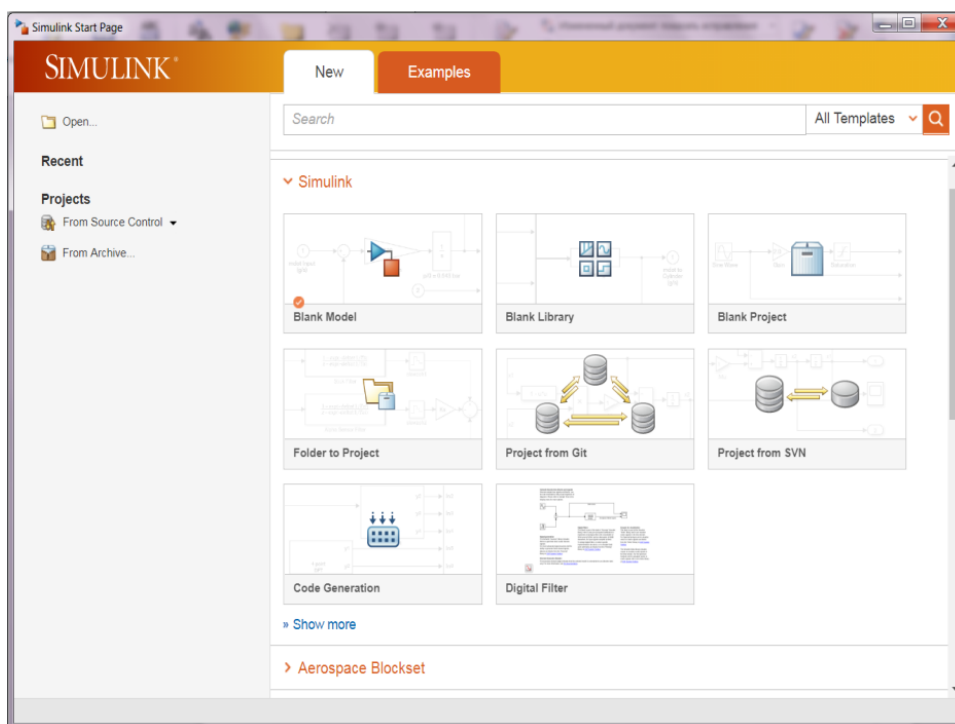 Simulink Start Page
SIMULINK®
New
Examples
Open...
Recent
Projects
From Source Control
From Archive...
Search
All Templates
Simulink
Blank Model
Blank Library
Blank Project
Folder to Project
Project from Git
Project from SVN
Code Generation
Digital Filter
» Show more
Aerospace Blockset